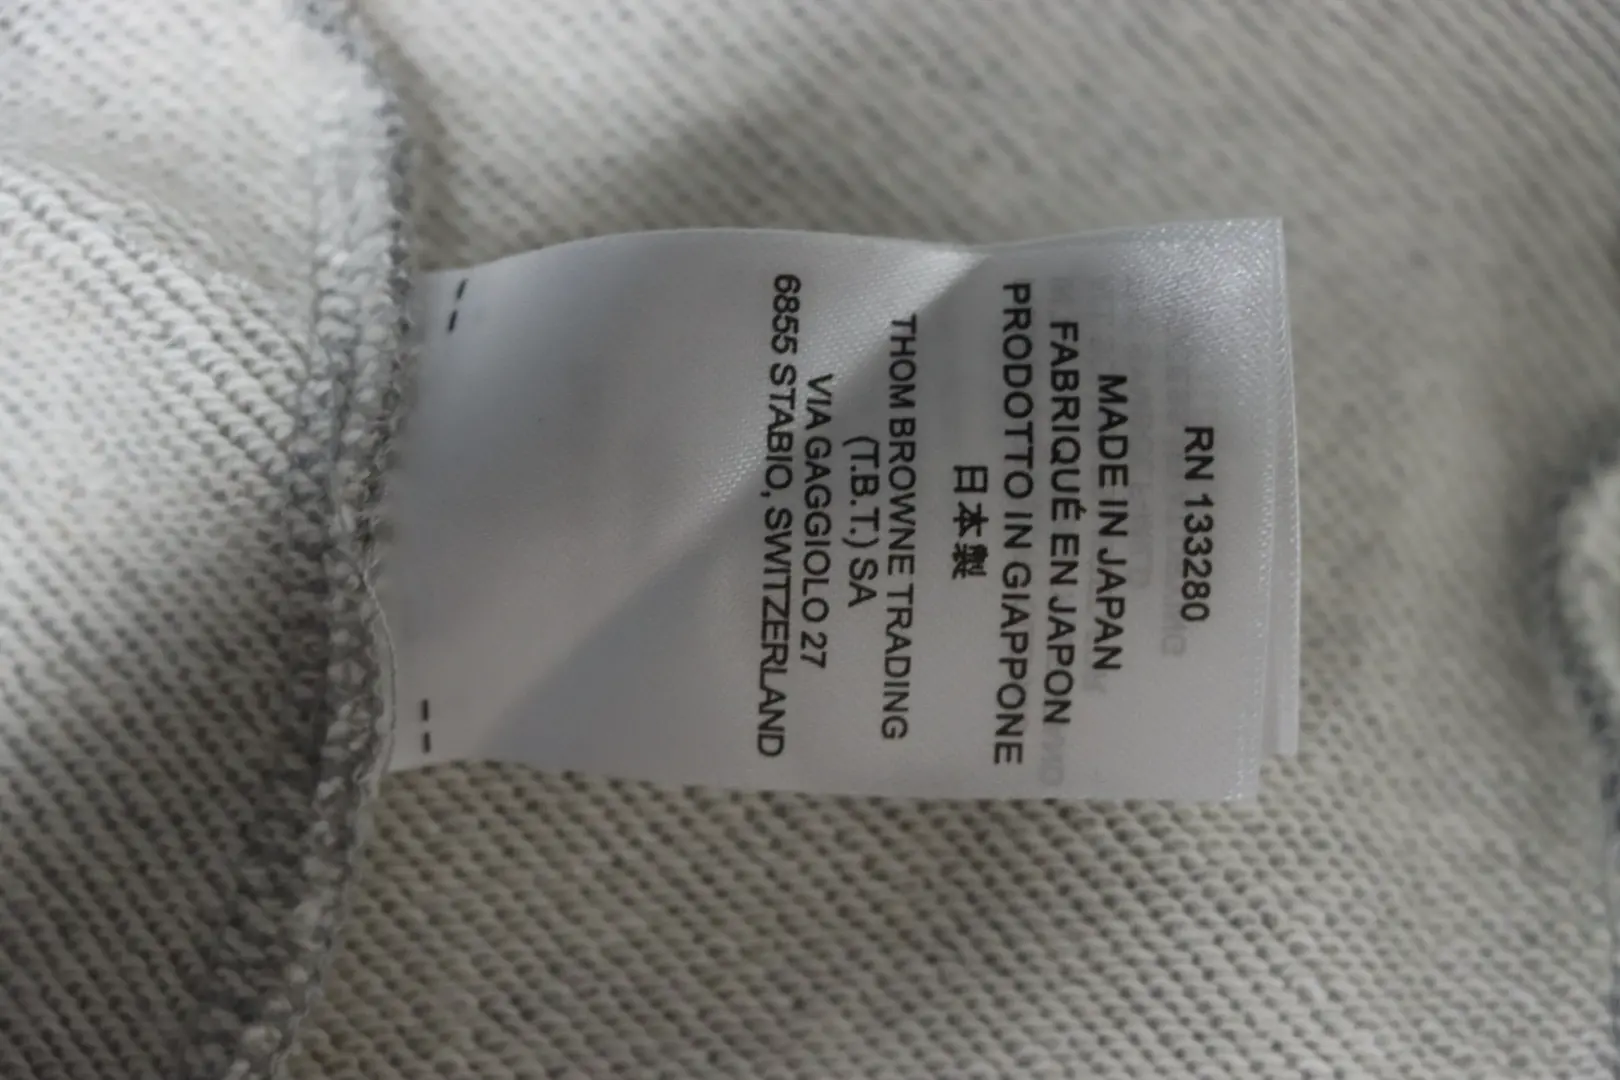 RN 133280
MADE IN JAPAN
FABRIQUÉ EN JAPON
PRODOTTO IN GIAPPONE
日本製
THOM BROWNE TRADING
(T.B.T.) SA
VIA GAGGIOLO 27
6855 STABIO, SWITZERLAND